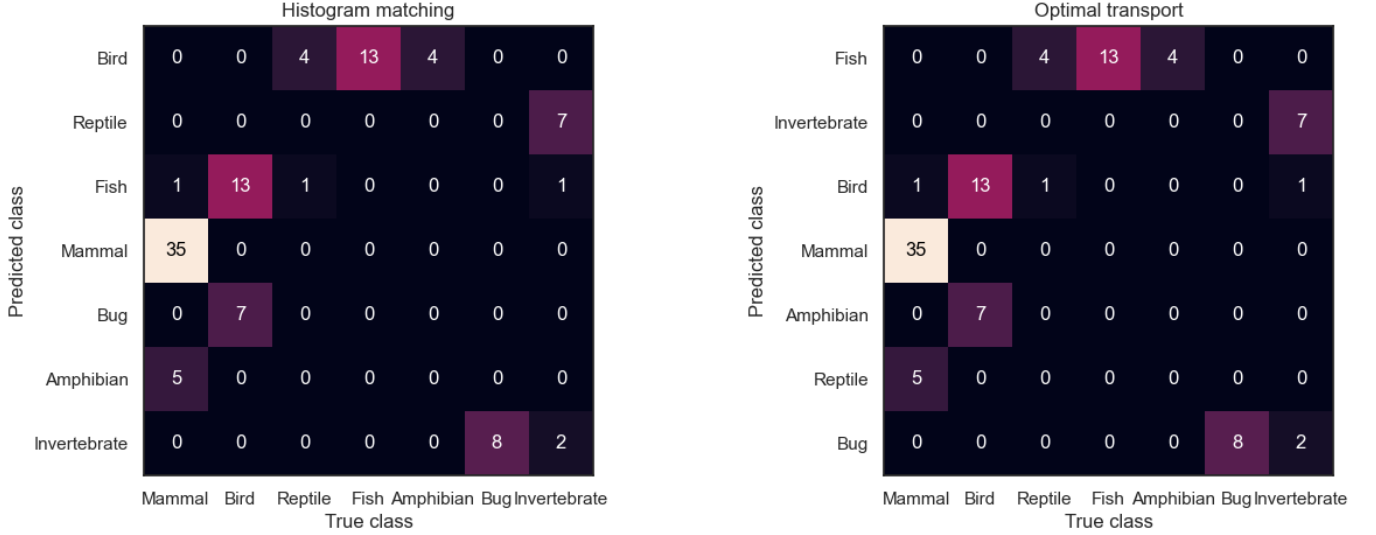 Histogram matching
Predicted class
Bird 0 0 4 13 4 0 0
Reptile 0 0 0 0 0 0 7
Fish 1 13 1 0 0 0 1
Mammal 35 0 0 0 0 0 0
Bug 0 7 0 0 0 0 0
Amphibian 5 0 0 0 0 0 0
Invertebrate 0 0 0 0 0 8 2
Mammal Bird Reptile Fish Amphibian Bug Invertebrate
True class
Optimal transport
Predicted class
Fish 0 0 4 13 4 0 0
Invertebrate 0 0 0 0 0 0 7
Bird 1 13 1 0 0 0 1
Mammal 35 0 0 0 0 0 0
Amphibian 0 7 0 0 0 0 0
Reptile 5 0 0 0 0 0 0
Bug 0 0 0 0 0 8 2
Mammal Bird Reptile Fish Amphibian Bug Invertebrate
True class